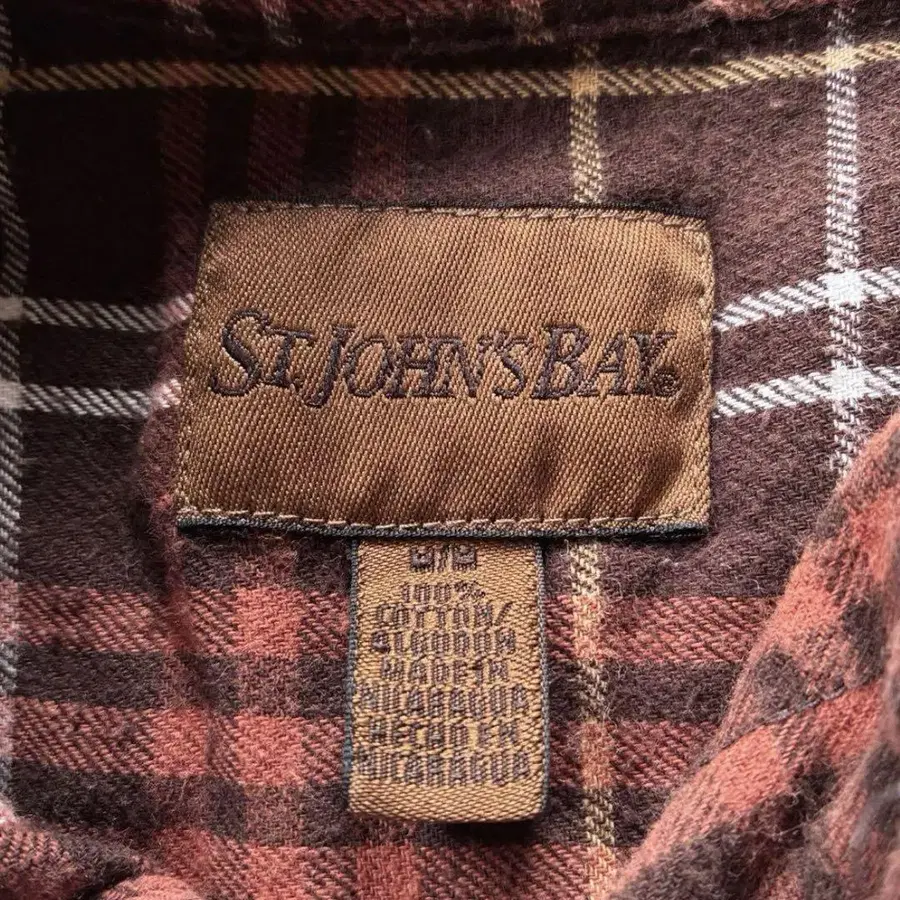 ST. JOHN'S BAY®
100%
COTTON/
ALGODON
MADE IN
NICARAGUA
HECHO EN
NICARAGUA